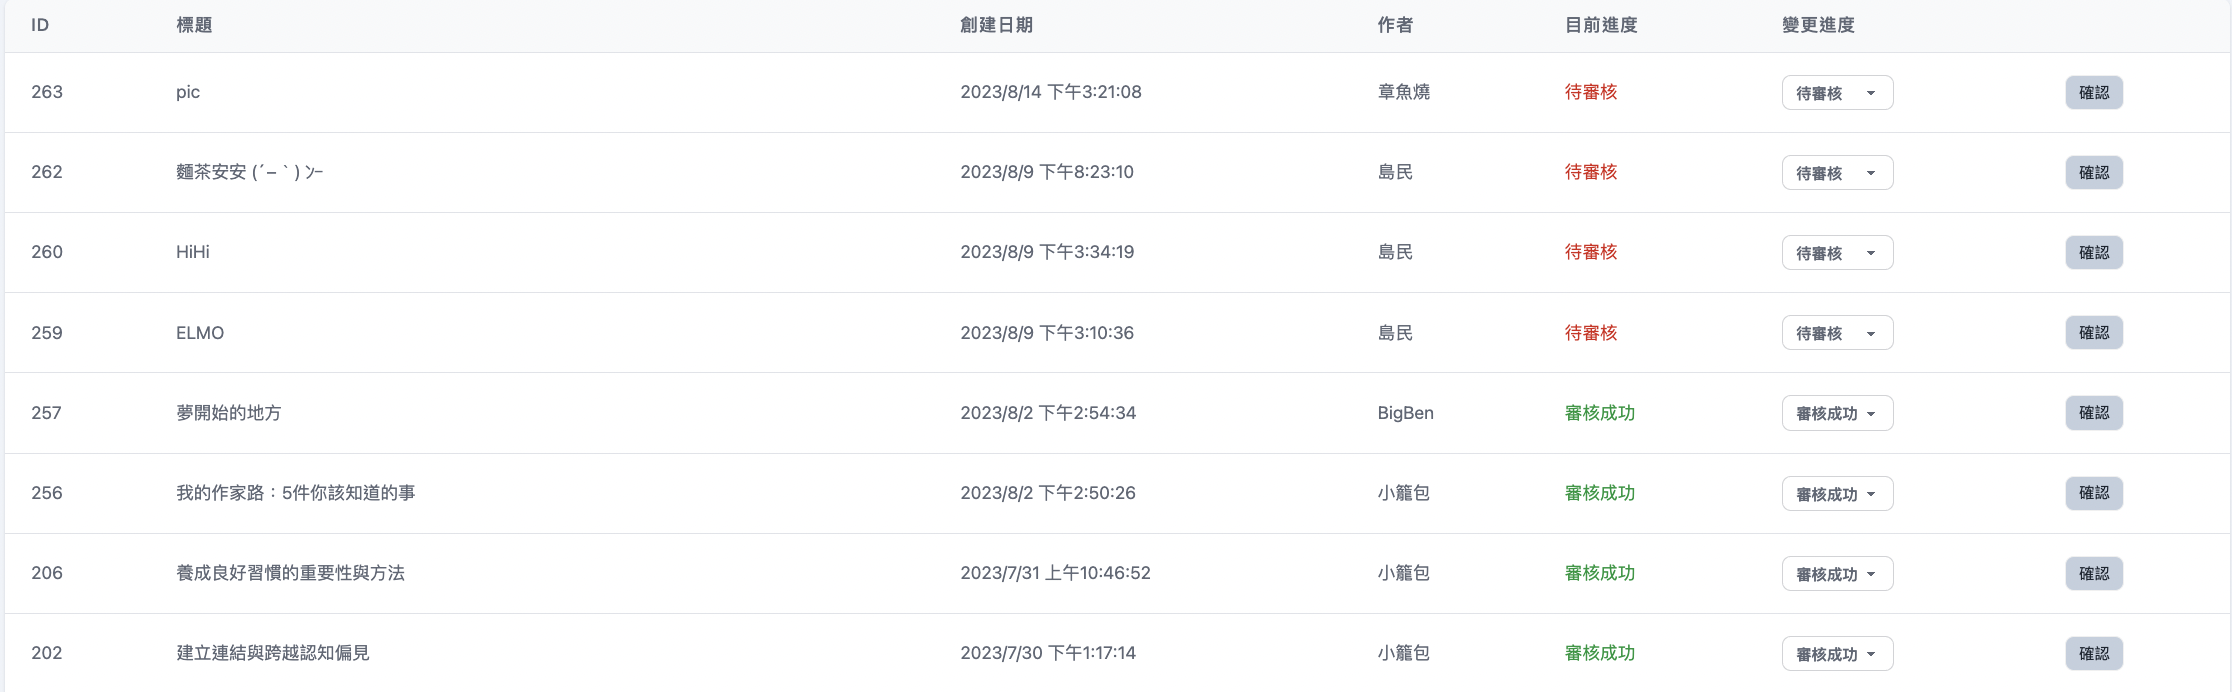 ID 標題 創建日期 作者 目前進度 變更進度
263 pic 2023/8/14 下午3:21:08 章魚燒 待審核 待審核 確認
262 麵茶安安 (´–｀) ﾝｰ 2023/8/9 下午8:23:10 島民 待審核 待審核 確認
260 HiHi 2023/8/9 下午3:34:19 島民 待審核 待審核 確認
259 ELMO 2023/8/9 下午3:10:36 島民 待審核 待審核 確認
257 夢開始的地方 2023/8/2 下午2:54:34 BigBen 審核成功 審核成功 確認
256 我的作家路：5件你該知道的事 2023/8/2 下午2:50:26 小籠包 審核成功 審核成功 確認
206 養成良好習慣的重要性與方法 2023/7/31 上午10:46:52 小籠包 審核成功 審核成功 確認
202 建立連結與跨越認知偏見 2023/7/30 下午1:17:14 小籠包 審核成功 審核成功 確認